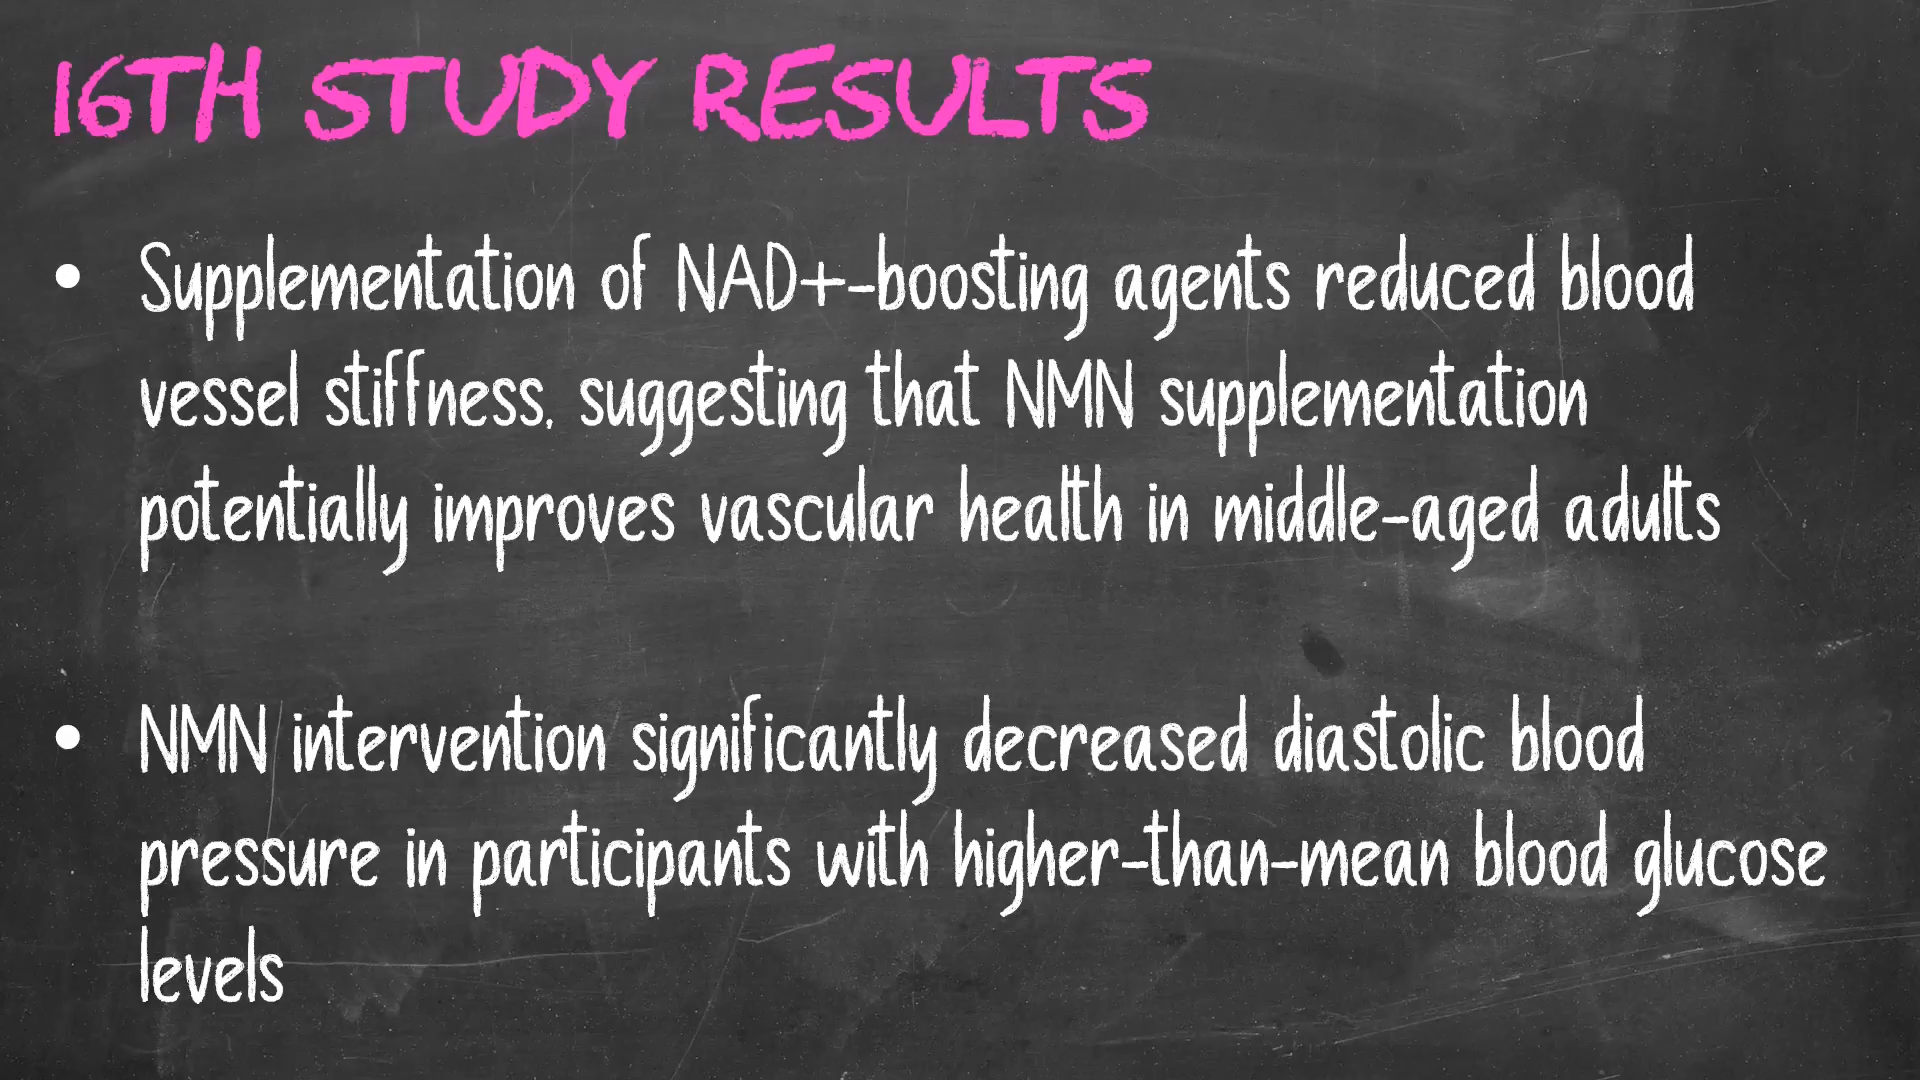 16TH STUDY RESULTS
• Supplementation of NAD+-boosting agents reduced blood
vessel stiffness, suggesting that NMN supplementation
potentially improves vascular health in middle-aged adults
• NMN intervention significantly decreased diastolic blood
pressure in participants with higher-than-mean blood glucose
levels